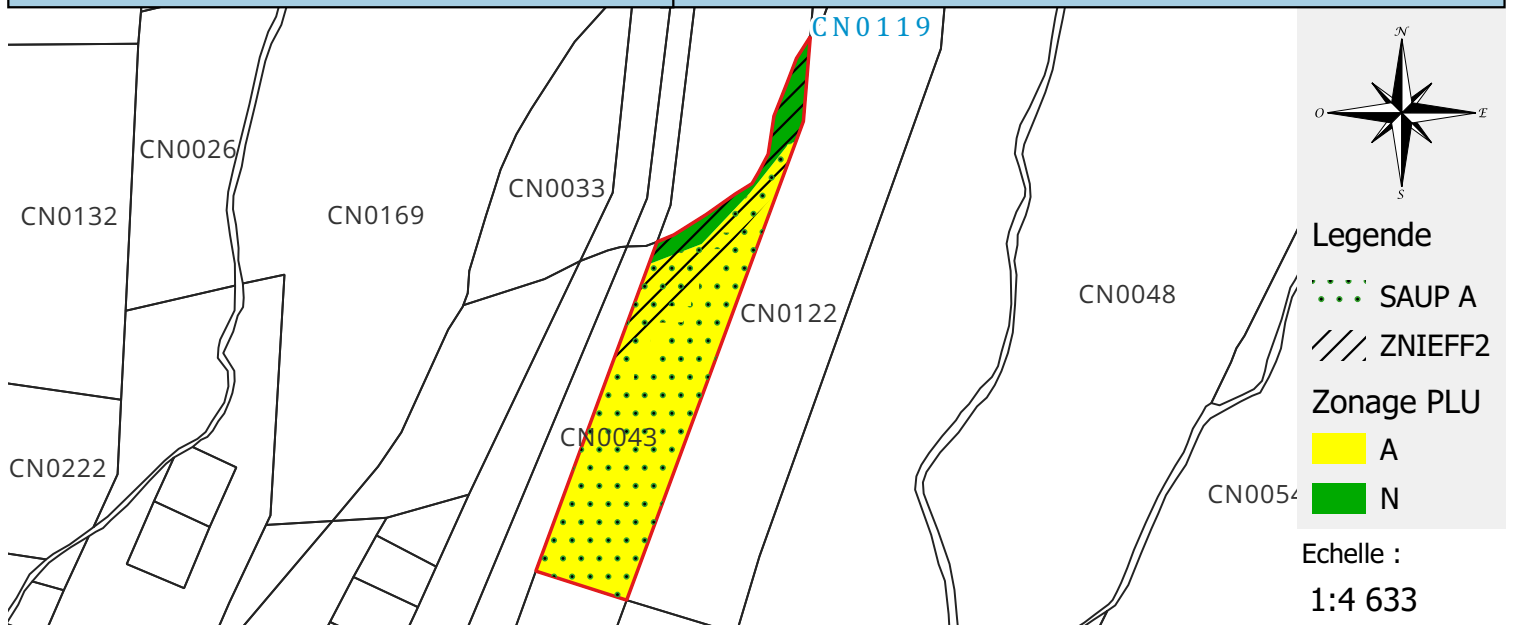 CN0119
CN0026
CN0033
CN0132
CN0169
CN0048
CN0122
CN0043
CN0222
CN0054
N
O
E
S
Legende
SAUP A
ZNIEFF2
Zonage PLU
A
N
Echelle :
1:4 633